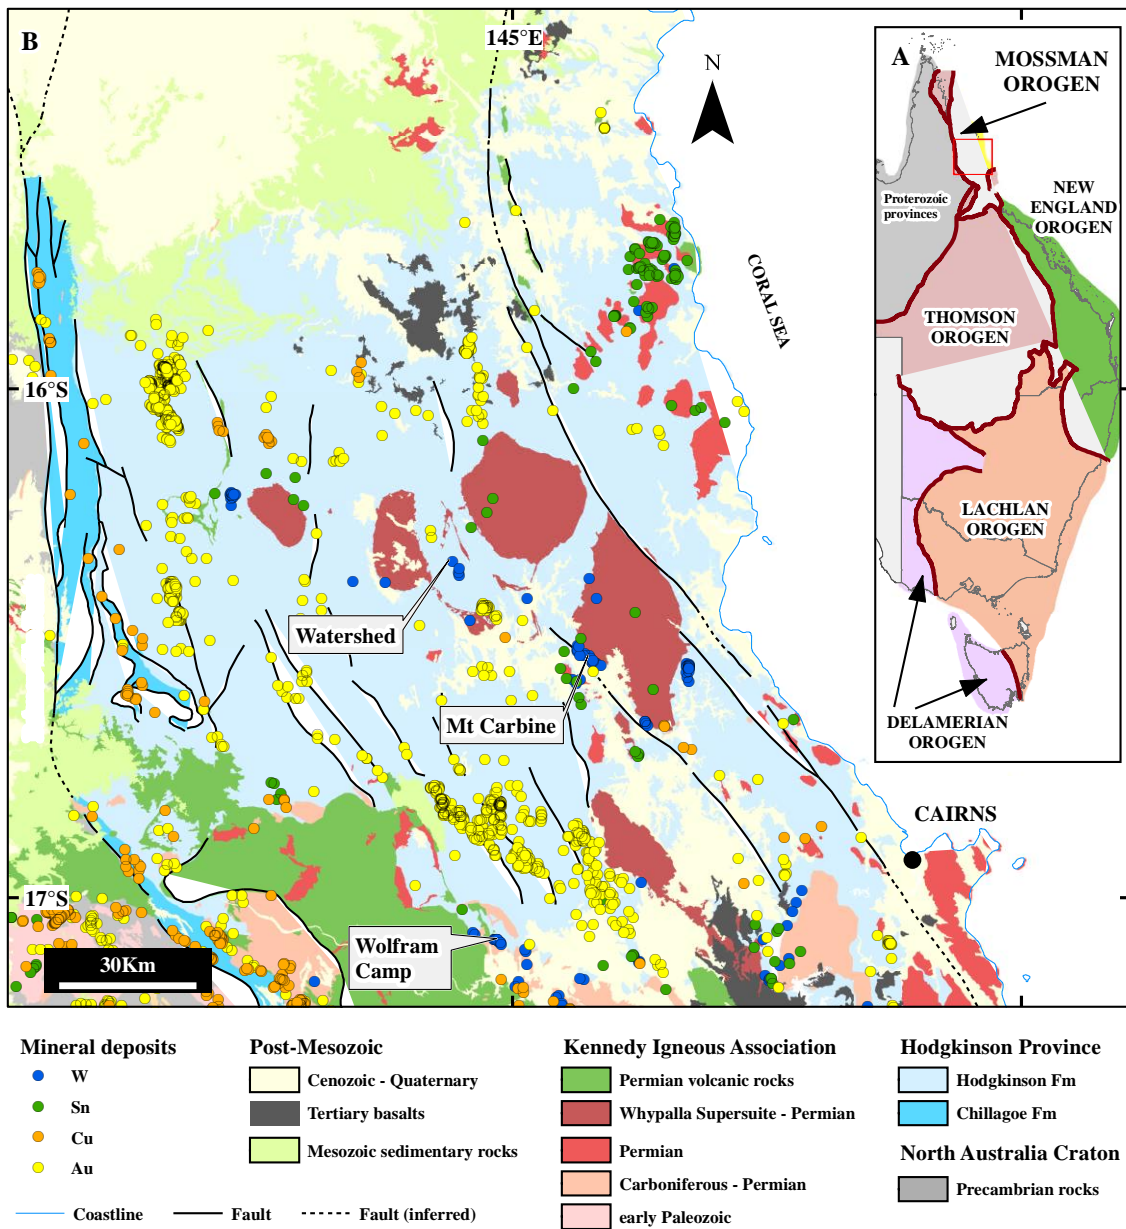 B
145°E
N
A
MOSSMAN
OROGEN
Proterozoic
provinces
NEW
ENGLAND
OROGEN
CORAL SEA
THOMSON
OROGEN
16°S
LACHLAN
OROGEN
Watershed
Mt Carbine
DELAMERIAN
OROGEN
CAIRNS
17°S
Wolfram
Camp
30Km
Mineral deposits
W
Sn
Cu
Au
Post-Mesozoic
Cenozoic - Quaternary
Tertiary basalts
Mesozoic sedimentary rocks
Kennedy Igneous Association
Permian volcanic rocks
Whypalla Supersuite - Permian
Permian
Carboniferous - Permian
early Paleozoic
Hodgkinson Province
Hodgkinson Fm
Chillagoe Fm
North Australia Craton
Precambrian rocks
Coastline
Fault
Fault (inferred)